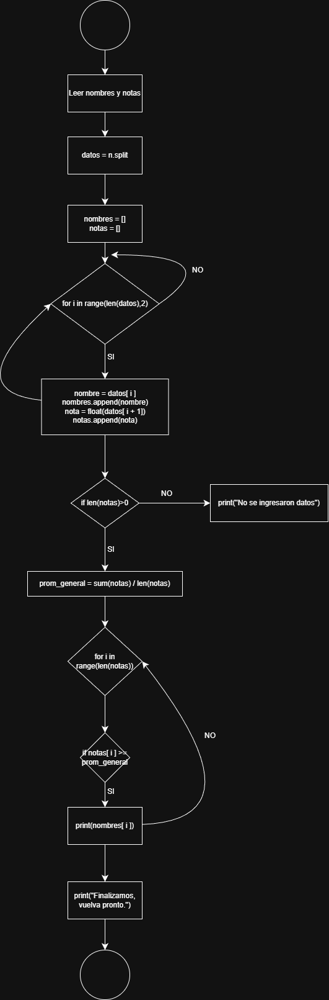 Leer nombres y notas
datos = n.split
nombres = []
notas = []
NO
for i in range(len(datos),2)
SI
nombre = datos[ i ]
nombres.append(nombre)
nota = float(datos[ i + 1])
notas.append(nota)
if len(notas)>0
NO
print("No se ingresaron datos")
SI
prom_general = sum(notas) / len(notas)
for i in
range(len(notas))
NO
if notas[ i ] >=
prom_general
SI
print(nombres[ i ])
print("Finalizamos,
vuelva pronto.")